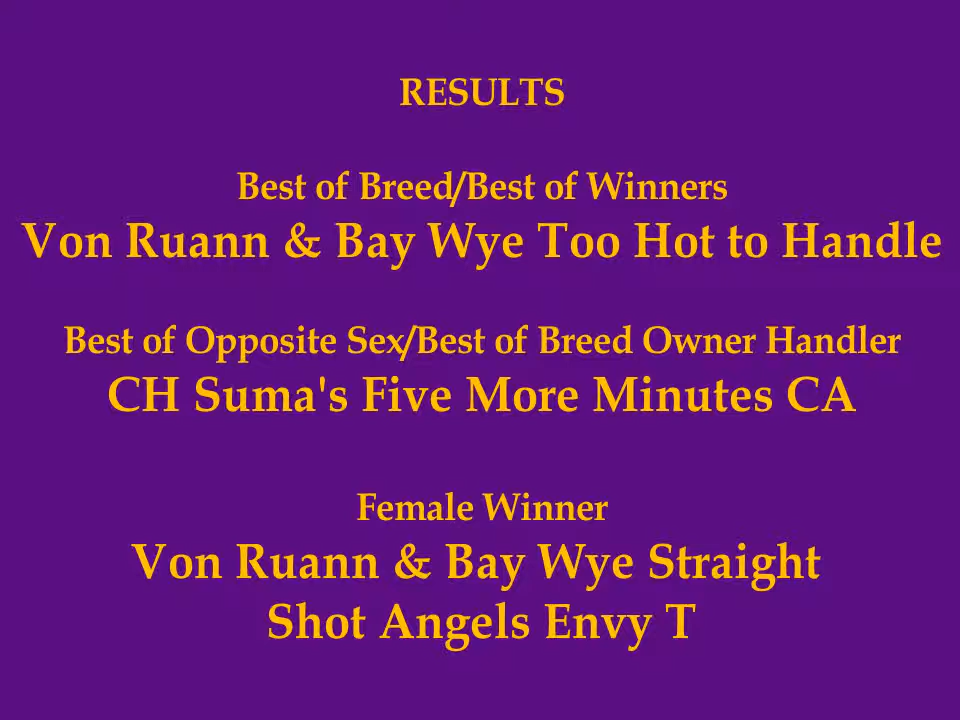 RESULTS
Best of Breed/Best of Winners
Von Ruann & Bay Wye Too Hot to Handle
Best of Opposite Sex/Best of Breed Owner Handler
CH Suma's Five More Minutes CA
Female Winner
Von Ruann & Bay Wye Straight
Shot Angels Envy T